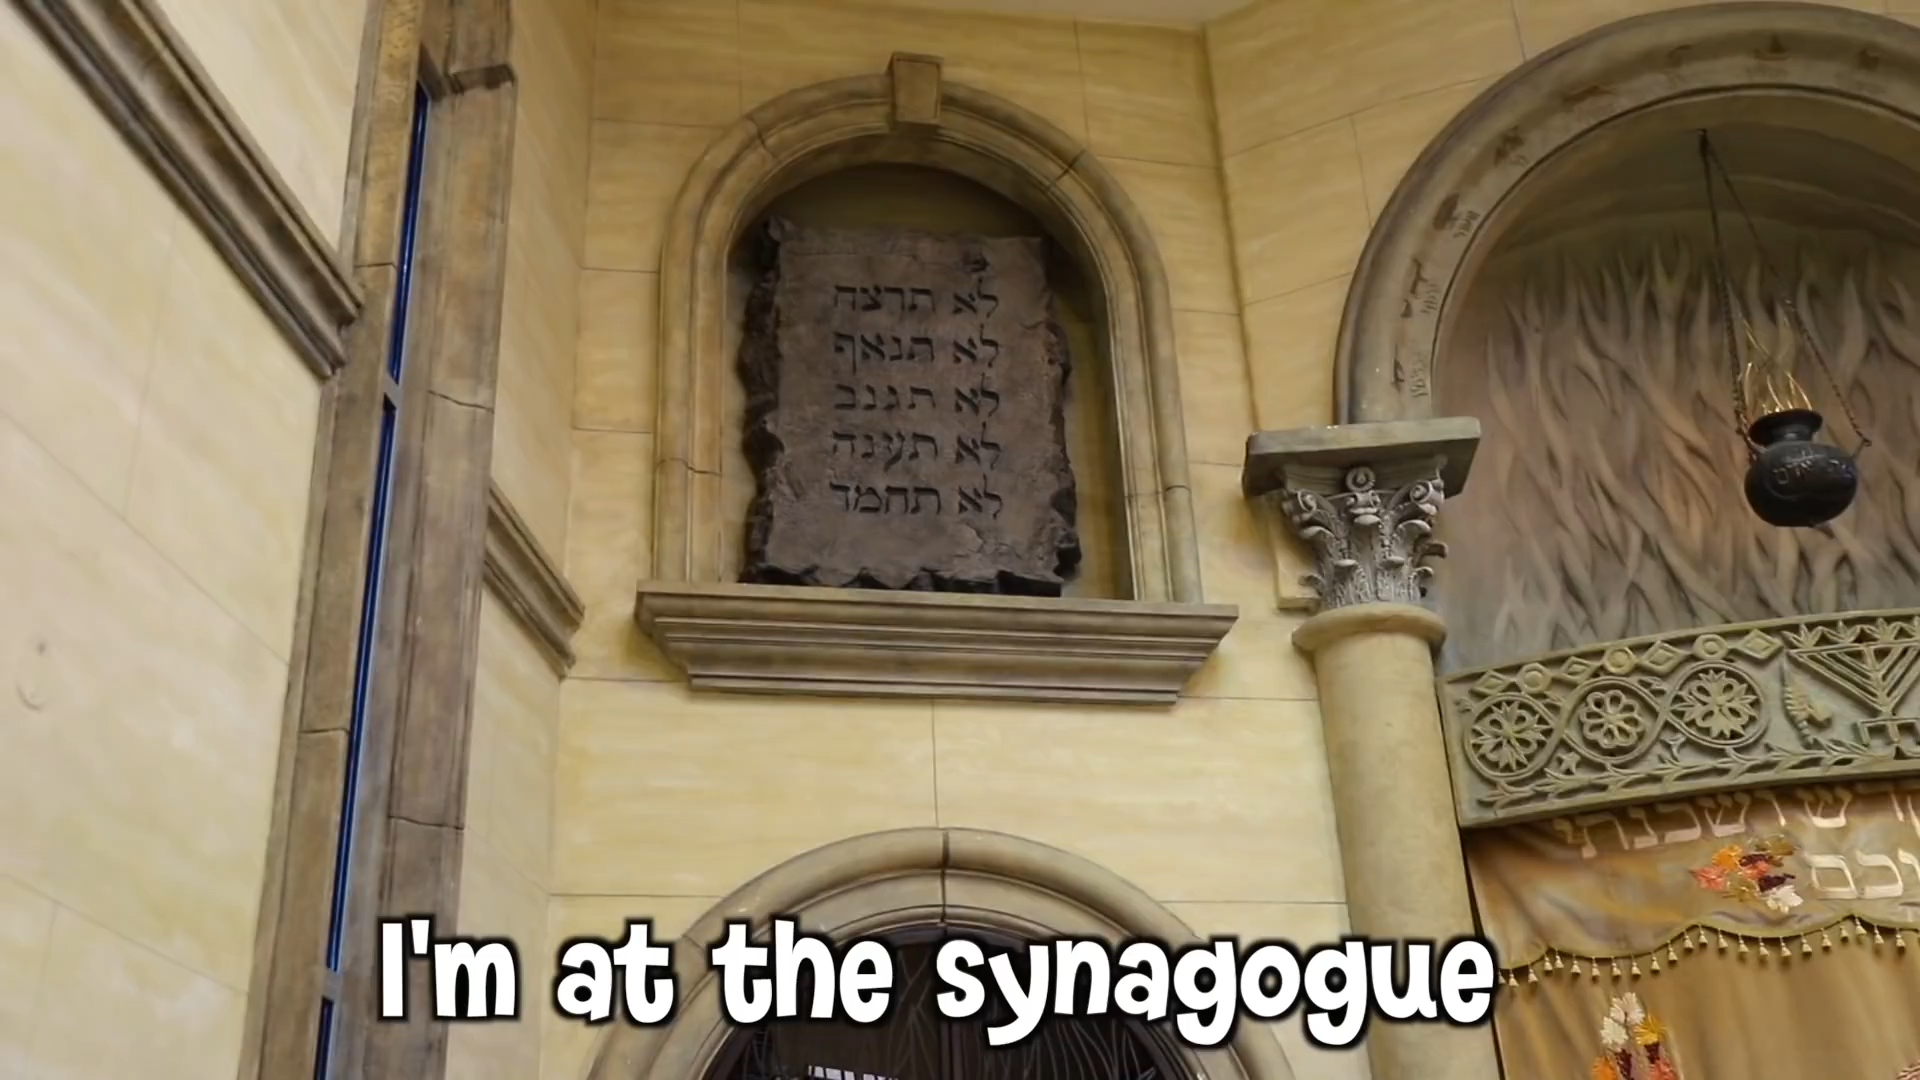 לא תרצח
לא תנאף
לא תגנב
לא תענה
לא תחמד
I'm at the synagogue